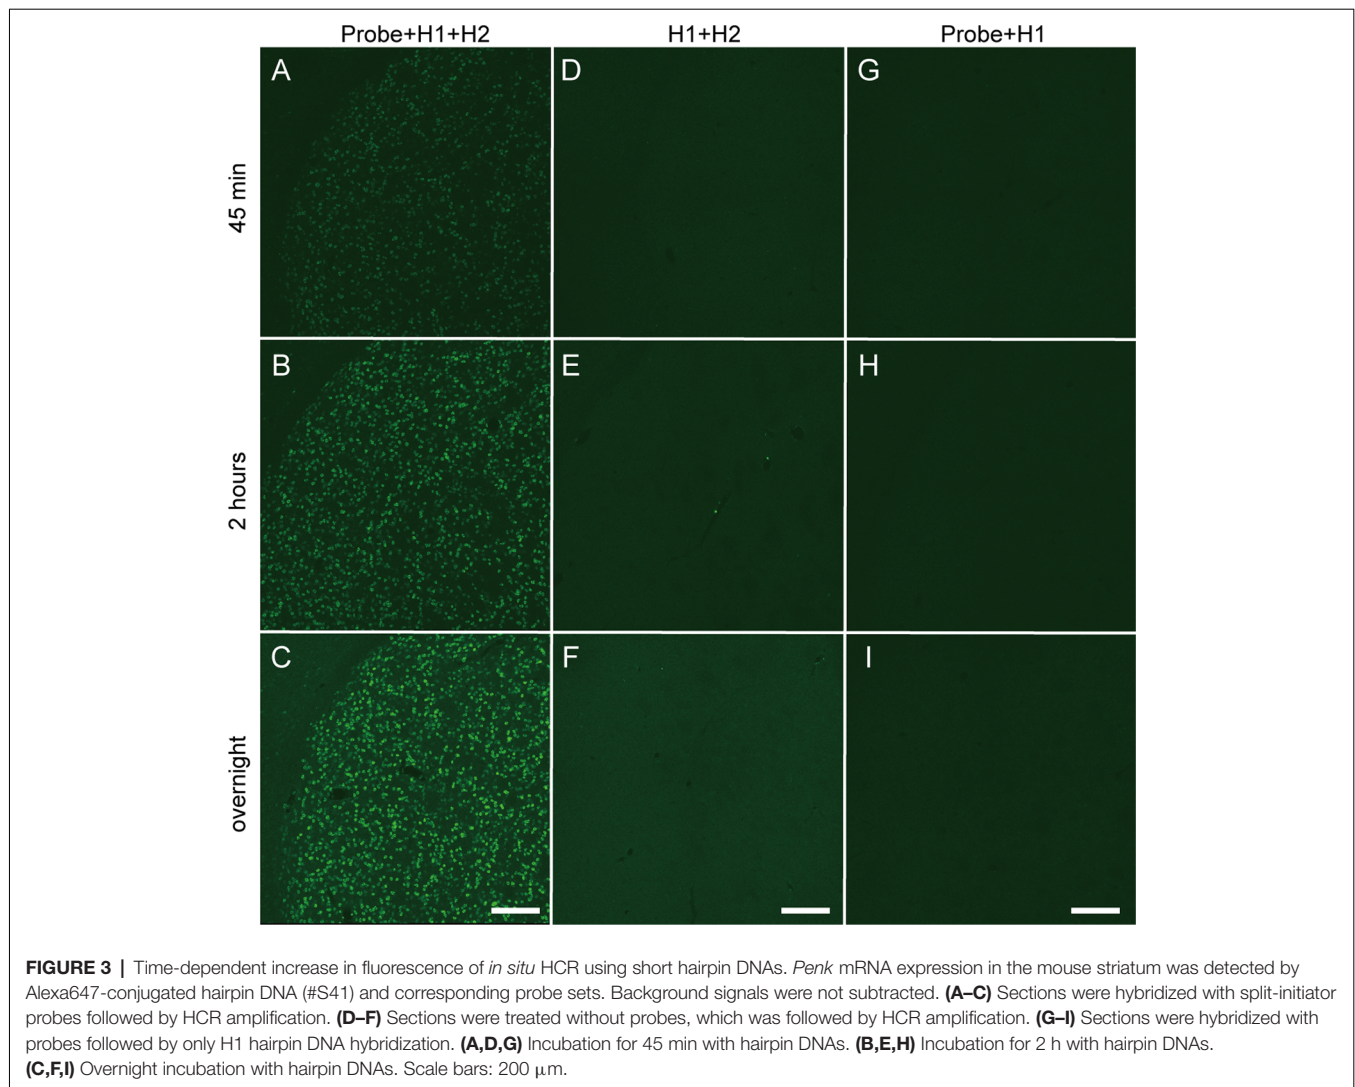 Probe+H1+H2 H1+H2 Probe+H1
A D G
45 min
B E H
2 hours
C F I
overnight
FIGURE 3 | Time-dependent increase in fluorescence of in situ HCR using short hairpin DNAs. Penk mRNA expression in the mouse striatum was detected by
Alexa647-conjugated hairpin DNA (#S41) and corresponding probe sets. Background signals were not subtracted. (A–C) Sections were hybridized with split-initiator
probes followed by HCR amplification. (D–F) Sections were treated without probes, which was followed by HCR amplification. (G–I) Sections were hybridized with
probes followed by only H1 hairpin DNA hybridization. (A,D,G) Incubation for 45 min with hairpin DNAs. (B,E,H) Incubation for 2 h with hairpin DNAs.
(C,F,I) Overnight incubation with hairpin DNAs. Scale bars: 200 μm.